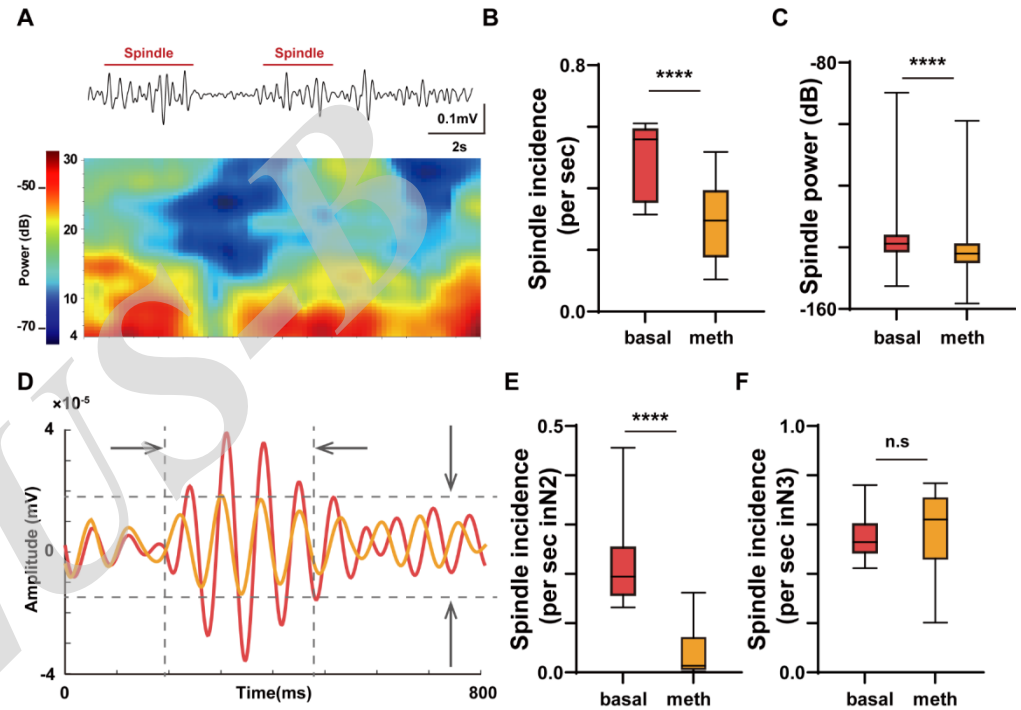 A
Spindle
Spindle
0.1mV
2s
Power (dB)
-50
-70
30
20
10
4
B
Spindle incidence
(per sec)
0.8
0.0
****
basal
meth
C
Spindle power (dB)
-80
-160
****
basal
meth
D
×10-5
Amplitude (mV)
4
0
-4
0
Time(ms)
800
E
Spindle incidence
(per sec inN2)
0.5
0.0
****
basal
meth
F
Spindle incidence
(per sec inN3)
1.0
0.0
n.s
basal
meth